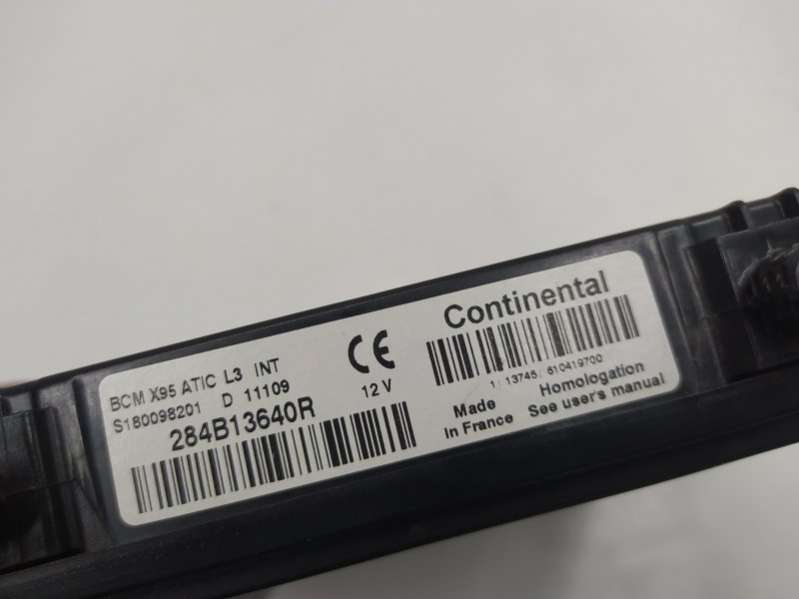 BCM X95 ATIC L3 INT
S180098201 D 11109
284B13640R
CE
12 V
Continental
1 13745 610419700
Made
in France
Homologation
See user's manual